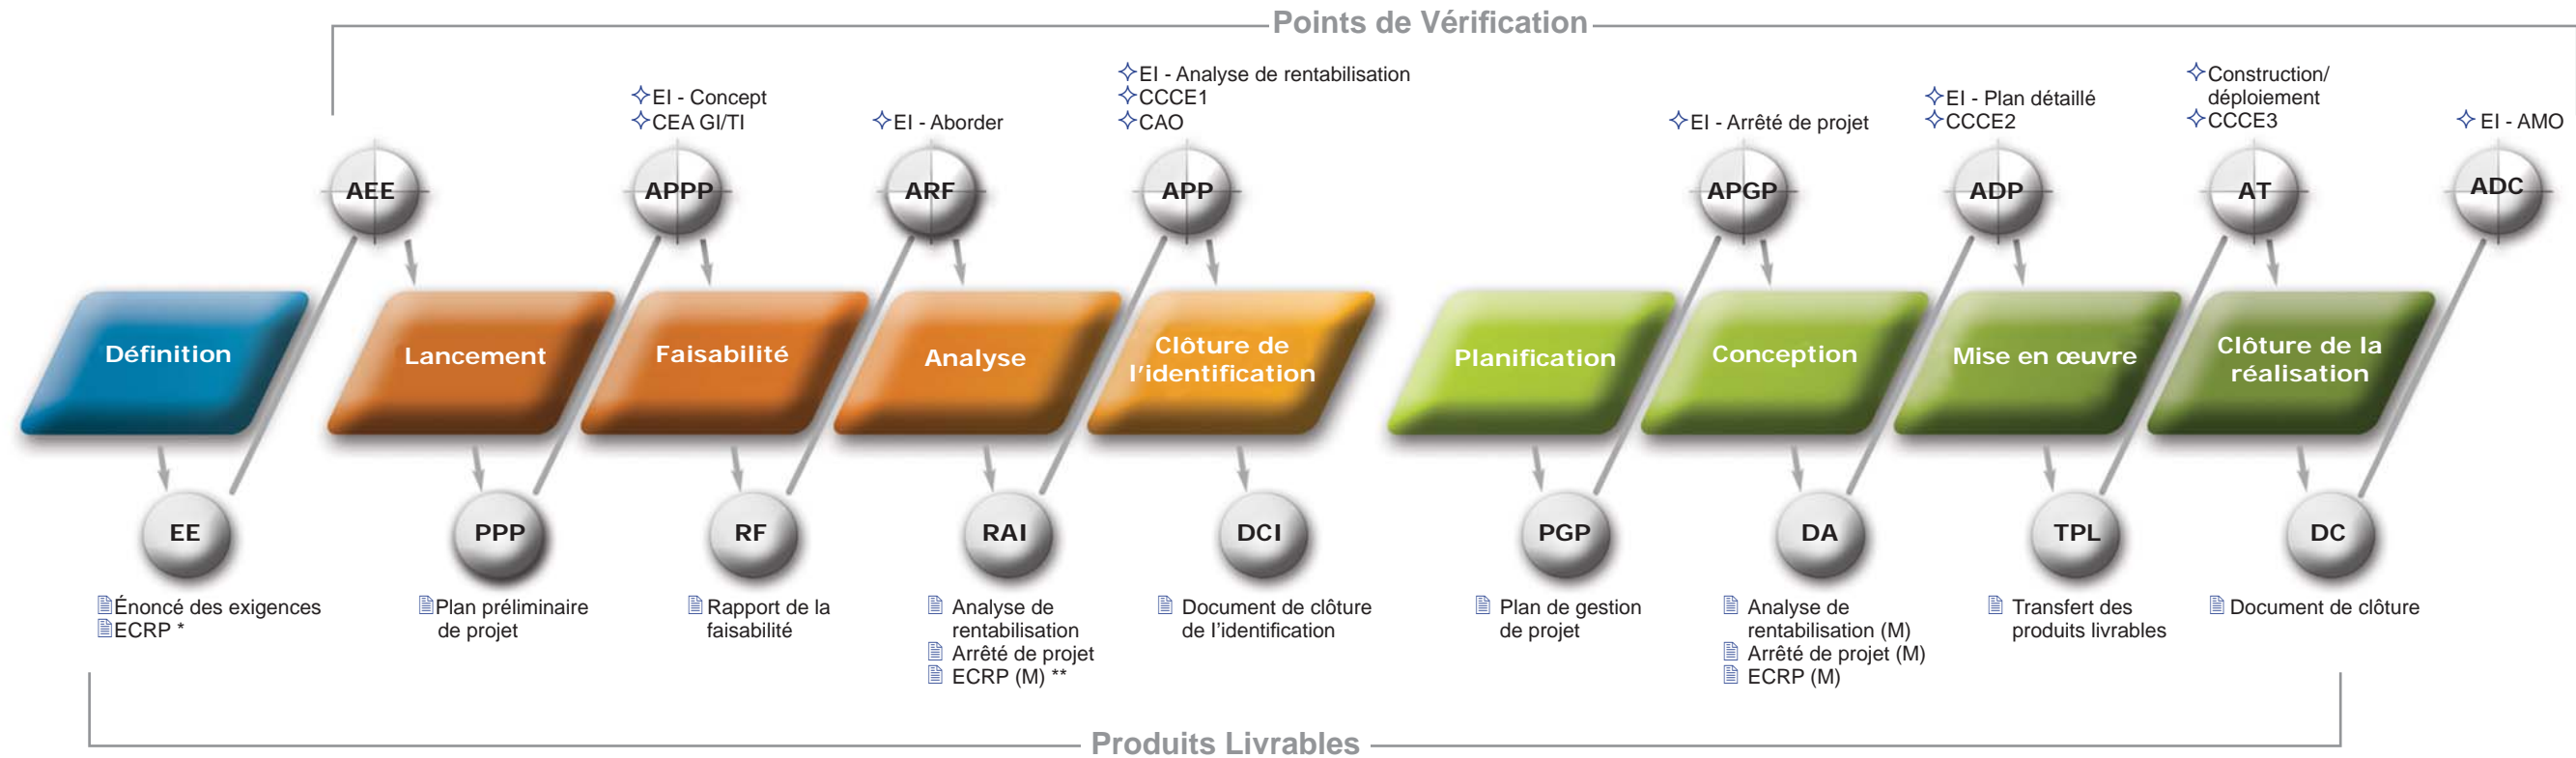 Points de Vérification
EI - Concept
CEA GI/TI
EI - Aborder
EI - Analyse de rentabilisation
CCCE1
CAO
EI - Arrêté de projet
EI - Plan détaillé
CCCE2
Construction/
déploiement
CCCE3
EI - AMO
AEE
APPP
ARF
APP
APGP
ADP
AT
ADC
Définition
Lancement
Faisabilité
Analyse
Clôture de
l'identification
Planification
Conception
Mise en œuvre
Clôture de la
réalisation
EE
PPP
RF
RAI
DCI
PGP
DA
TPL
DC
Énoncé des exigences
ECRP *
Plan préliminaire
de projet
Rapport de la
faisabilité
Analyse de
rentabilisation
Arrêté de projet
ECRP (M) **
Document de clôture
de l'identification
Plan de gestion
de projet
Analyse de
rentabilisation (M)
Arrêté de projet (M)
ECRP (M)
Transfert des
produits livrables
Document de clôture
Produits Livrables